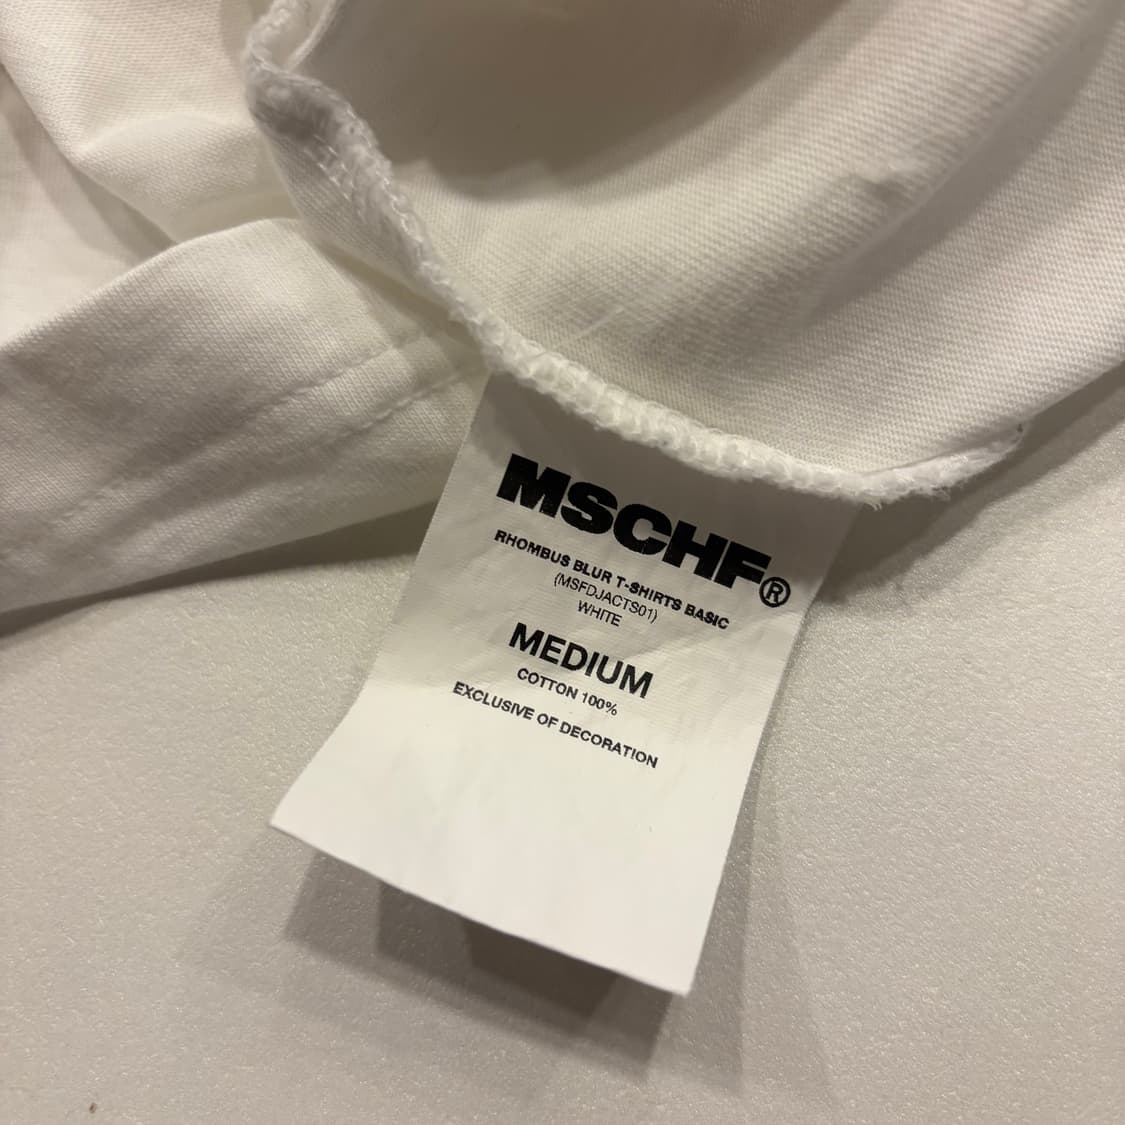 MSCHF®
RHOMBUS BLUR T-SHIRTS BASIC
(MSFDJACTS01)
WHITE
MEDIUM
COTTON 100%
EXCLUSIVE OF DECORATION